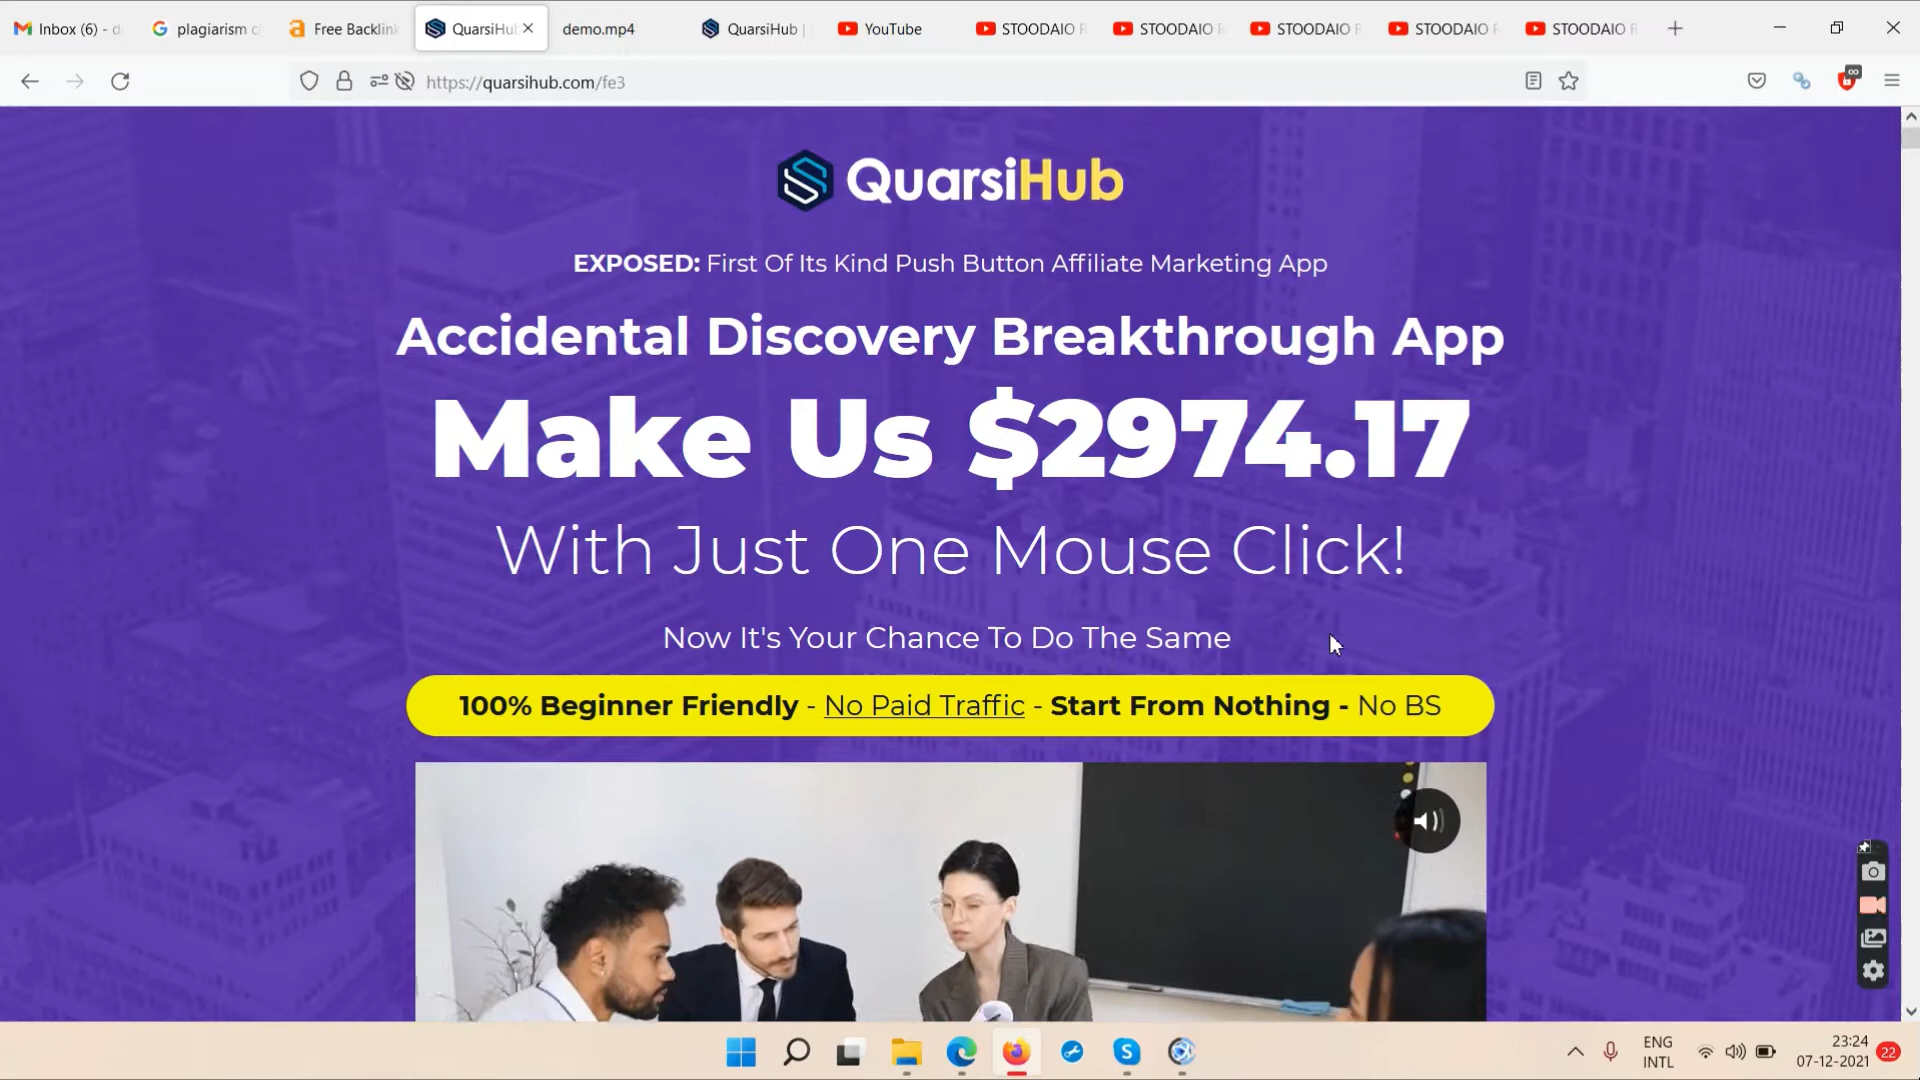 Inbox (6) - d
plagiarism c
Free Backlink
QuarsiHu
demo.mp4
QuarsiHub |
YouTube
STOODAIO R
STOODAIO R
STOODAIO R
STOODAIO R
STOODAIO R
https://quarsihub.com/fe3
QuarsiHub
EXPOSED: First Of Its Kind Push Button Affiliate Marketing App
Accidental Discovery Breakthrough App
Make Us $2974.17
With Just One Mouse Click!
Now It's Your Chance To Do The Same
100% Beginner Friendly - No Paid Traffic - Start From Nothing - No BS
ENG
INTL
23:24
07-12-2021
22